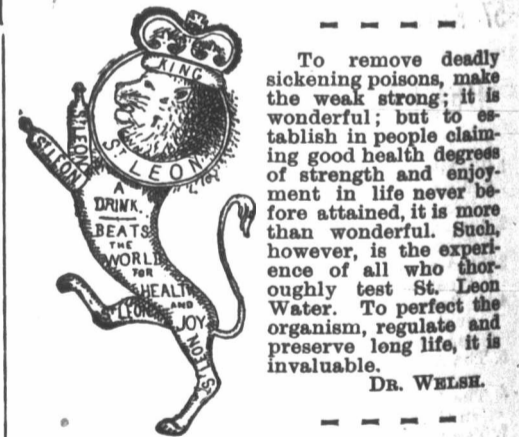 KING
ST LEON
ST LEON
ST. LEON
A
DRINK.
BEATS
THE
WORLD
FOR
HEALTH
AND
JOY
ST LEON
ST LEON
To remove deadly
sickening poisons, make
the weak strong; it is
wonderful; but to es-
tablish in people claim-
ing good health degrees
of strength and enjoy-
ment in life never be-
fore attained, it is more
than wonderful. Such,
however, is the experi-
ence of all who thor-
oughly test St. Leon
Water. To perfect the
organism, regulate and
preserve long life, it is
invaluable.
DR. WELSH.